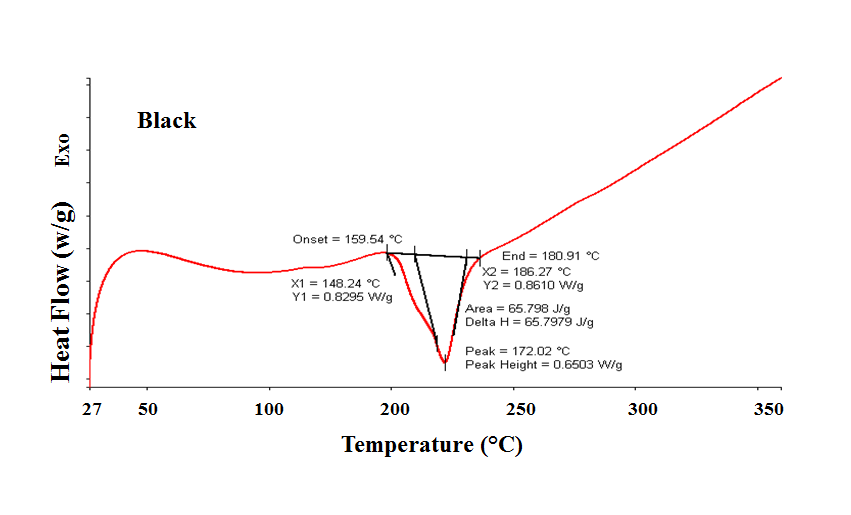 Black
Heat Flow (w/g) Exo
Onset = 159.54 °C
X1 = 148.24 °C
Y1 = 0.8295 W/g
End = 180.91 °C
X2 = 186.27 °C
Y2 = 0.8610 W/g
Area = 65.798 J/g
Delta H = 65.7979 J/g
Peak = 172.02 °C
Peak Height = 0.6503 W/g
27 50 100 200 250 300 350
Temperature (°C)